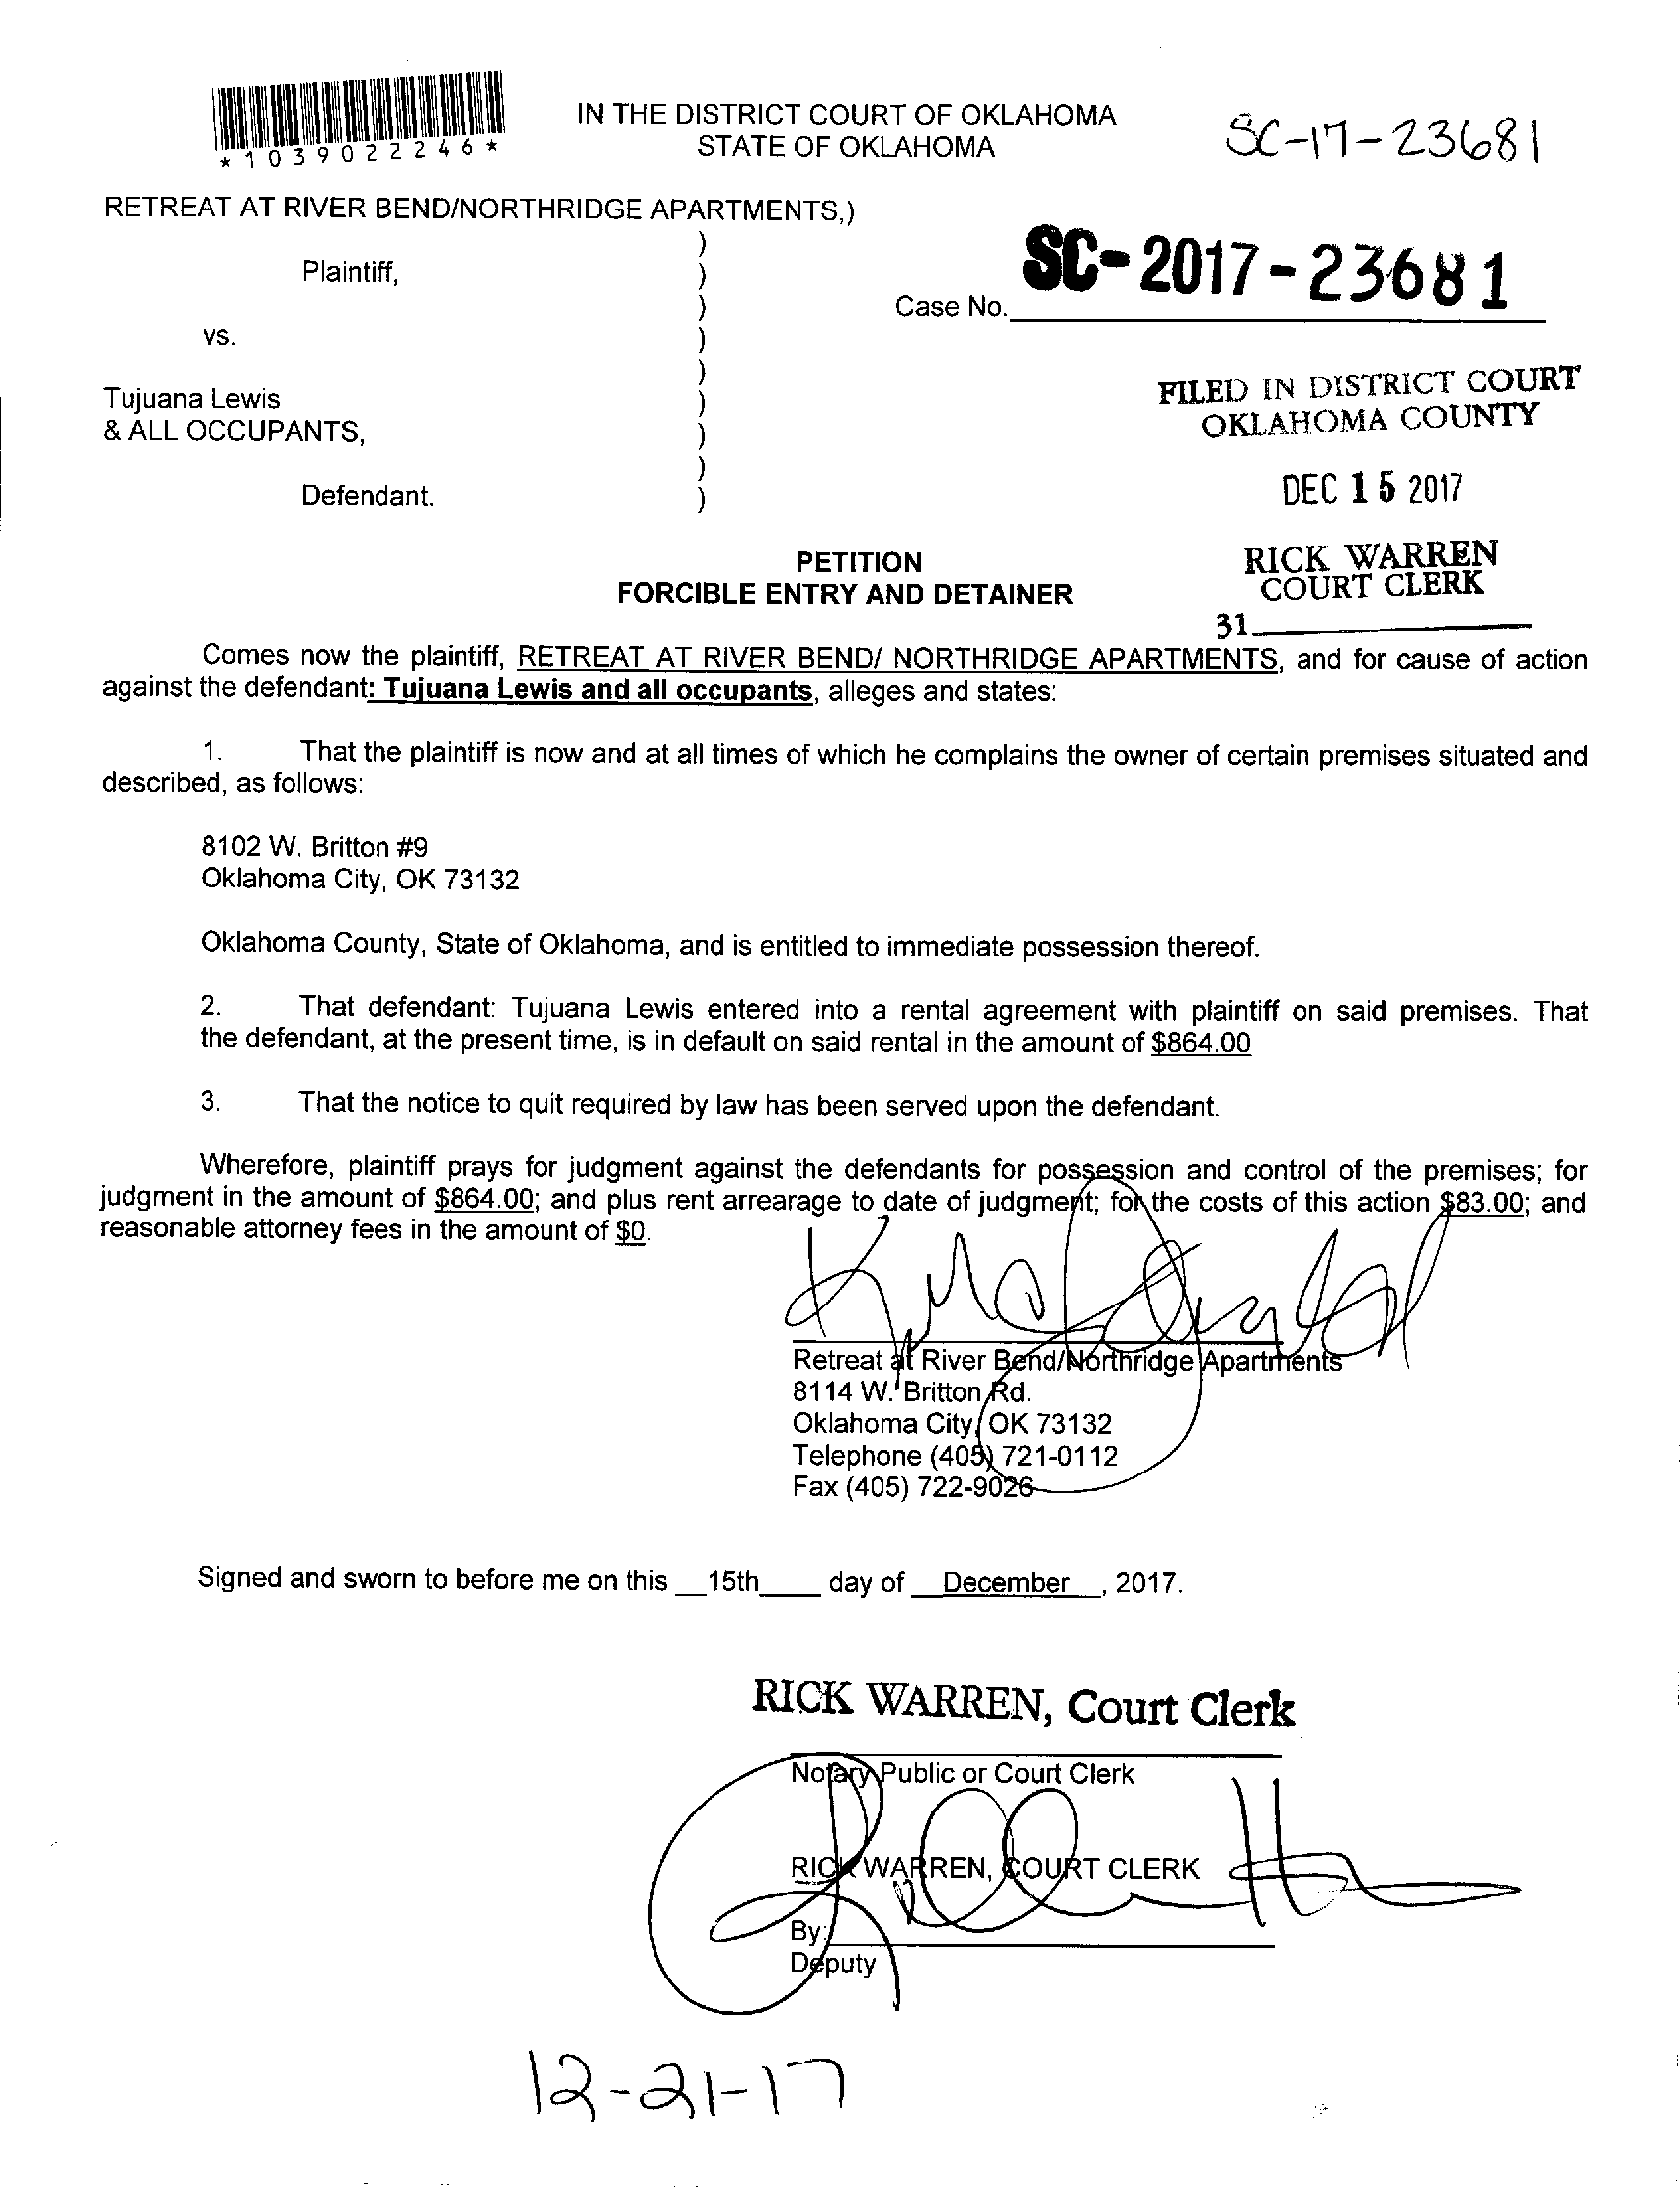 IN THE DISTRICT COURT OF OKLAHOMA
STATE OF OKLAHOMA
SC-17-23681
*1039022246*
RETREAT AT RIVER BEND/NORTHRIDGE APARTMENTS,)
)
Plaintiff, )
)
Case No. SC-2017-23681
vs. )
)
Tujuana Lewis )
& ALL OCCUPANTS, )
)
Defendant. )
FILED IN DISTRICT COURT
OKLAHOMA COUNTY
DEC 15 2017
RICK WARREN
COURT CLERK
31
PETITION
FORCIBLE ENTRY AND DETAINER
Comes now the plaintiff, RETREAT AT RIVER BEND/ NORTHRIDGE APARTMENTS, and for cause of action
against the defendant: Tujuana Lewis and all occupants, alleges and states:
1. That the plaintiff is now and at all times of which he complains the owner of certain premises situated and
described, as follows:
8102 W. Britton #9
Oklahoma City, OK 73132
Oklahoma County, State of Oklahoma, and is entitled to immediate possession thereof.
2. That defendant: Tujuana Lewis entered into a rental agreement with plaintiff on said premises. That
the defendant, at the present time, is in default on said rental in the amount of $864.00
3. That the notice to quit required by law has been served upon the defendant.
Wherefore, plaintiff prays for judgment against the defendants for possession and control of the premises; for
judgment in the amount of $864.00; and plus rent arrearage to date of judgment; for the costs of this action $83.00; and
reasonable attorney fees in the amount of $0.
Retreat at River Bend/Northridge Apartments
8114 W. Britton Rd.
Oklahoma City, OK 73132
Telephone (405) 721-0112
Fax (405) 722-9026
Signed and sworn to before me on this __15th____ day of __December__, 2017.
RICK WARREN, Court Clerk
Notary Public or Court Clerk
RICK WARREN, COURT CLERK
By:
Deputy
12-21-17